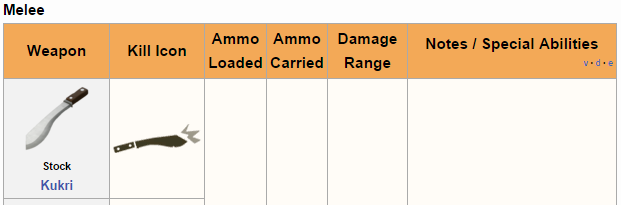 Melee
Weapon
Kill Icon
Ammo
Loaded
Ammo
Carried
Damage
Range
Notes / Special Abilities
v · d · e
Stock
Kukri